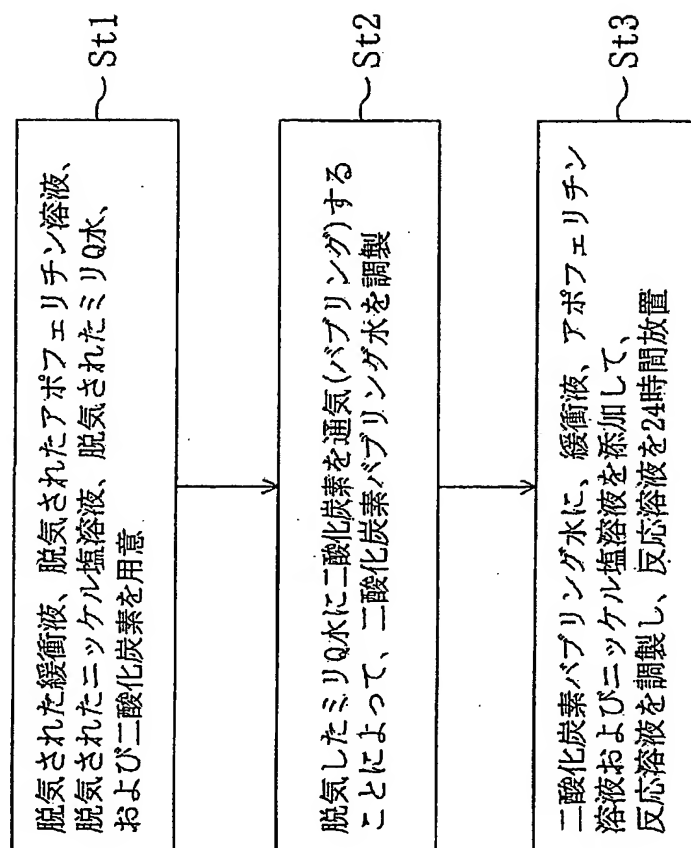 脱気された緩衝液、脱気されたアポフェリチン溶液、
脱気されたニッケル塩溶液、脱気されたミリQ水、
および二酸化炭素を用意
St1
脱気したミリQ水に二酸化炭素を通気(バブリング)する
ことによって、二酸化炭素バブリング水を調製
St2
二酸化炭素バブリング水に、緩衝液、アポフェリチン
溶液およびニッケル塩溶液を添加して、
反応溶液を調製し、反応溶液を24時間放置
St3